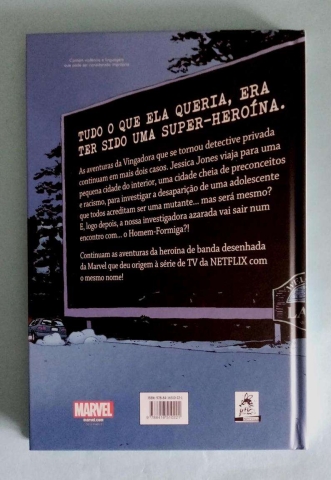 TUDO O QUE ELA QUERIA, ERA
TER SIDO UMA SUPER-HEROÍNA.
As aventuras da Vingadora que se tornou detective privada
continuam em mais dois casos. Jessica Jones viaja para uma
pequena cidade do interior, uma cidade cheia de preconceitos
e racismo, para investigar a desaparição de uma adolescente
que todos acreditam ser uma mutante... mas será mesmo?
E, logo depois, a nossa investigadora azarada vai sair num
encontro com... o Homem-Formiga?!
Continuam as aventuras da heroína de banda desenhada
da Marvel que deu origem à série de TV da NETFLIX com
o mesmo nome!
MARVEL
marvel.com